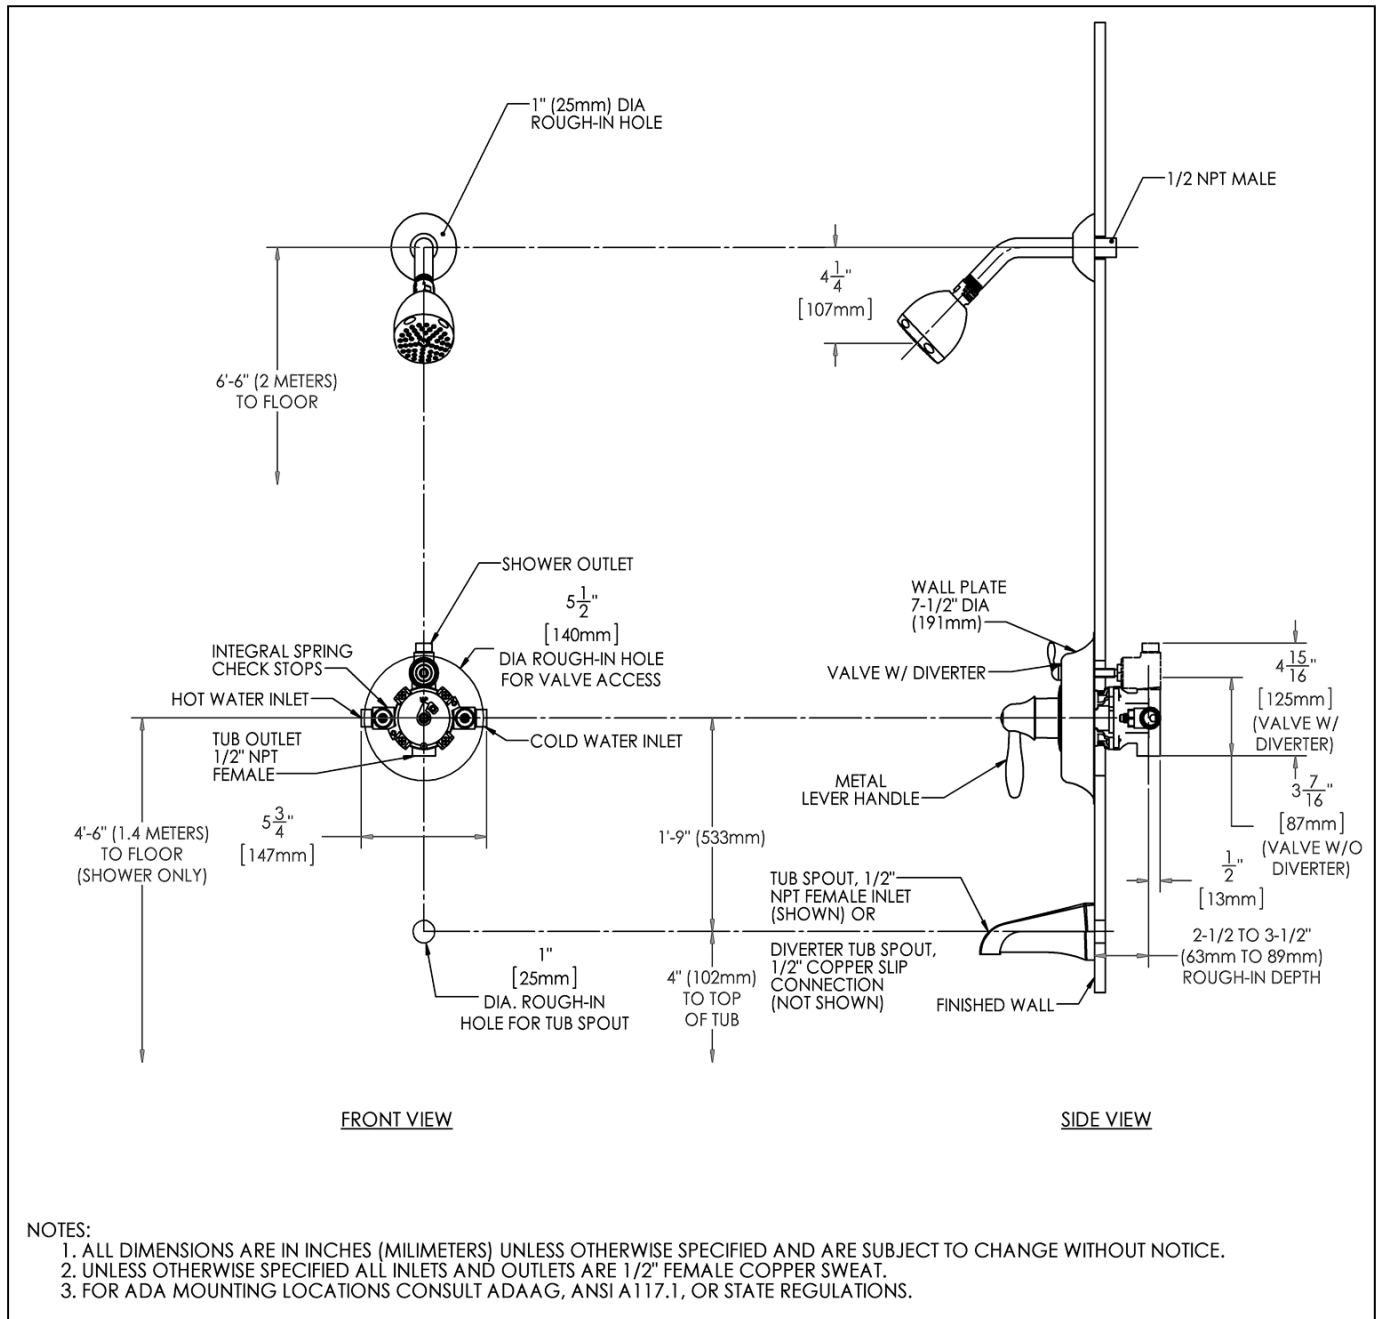 1" (25mm) DIA
ROUGH-IN HOLE
1/2 NPT MALE
4 1/4"
[107mm]
6'-6" (2 METERS)
TO FLOOR
SHOWER OUTLET
5 1/2"
[140mm]
DIA ROUGH-IN HOLE
FOR VALVE ACCESS
INTEGRAL SPRING
CHECK STOPS
HOT WATER INLET
TUB OUTLET
1/2" NPT
FEMALE
COLD WATER INLET
5 3/4"
[147mm]
4'-6" (1.4 METERS)
TO FLOOR
(SHOWER ONLY)
1'-9" (533mm)
1"
[25mm]
DIA. ROUGH-IN
HOLE FOR TUB SPOUT
4" (102mm)
TO TOP
OF TUB
WALL PLATE
7-1/2" DIA
(191mm)
VALVE W/ DIVERTER
METAL
LEVER HANDLE
4 15/16"
[125mm]
(VALVE W/
DIVERTER)
3 7/16"
[87mm]
(VALVE W/O
DIVERTER)
1/2"
[13mm]
TUB SPOUT, 1/2"
NPT FEMALE INLET
(SHOWN) OR
DIVERTER TUB SPOUT,
1/2" COPPER SLIP
CONNECTION
(NOT SHOWN)
2-1/2 TO 3-1/2"
(63mm TO 89mm)
ROUGH-IN DEPTH
FINISHED WALL
FRONT VIEW
SIDE VIEW
NOTES:
1. ALL DIMENSIONS ARE IN INCHES (MILIMETERS) UNLESS OTHERWISE SPECIFIED AND ARE SUBJECT TO CHANGE WITHOUT NOTICE.
2. UNLESS OTHERWISE SPECIFIED ALL INLETS AND OUTLETS ARE 1/2" FEMALE COPPER SWEAT.
3. FOR ADA MOUNTING LOCATIONS CONSULT ADAAG, ANSI A117.1, OR STATE REGULATIONS.